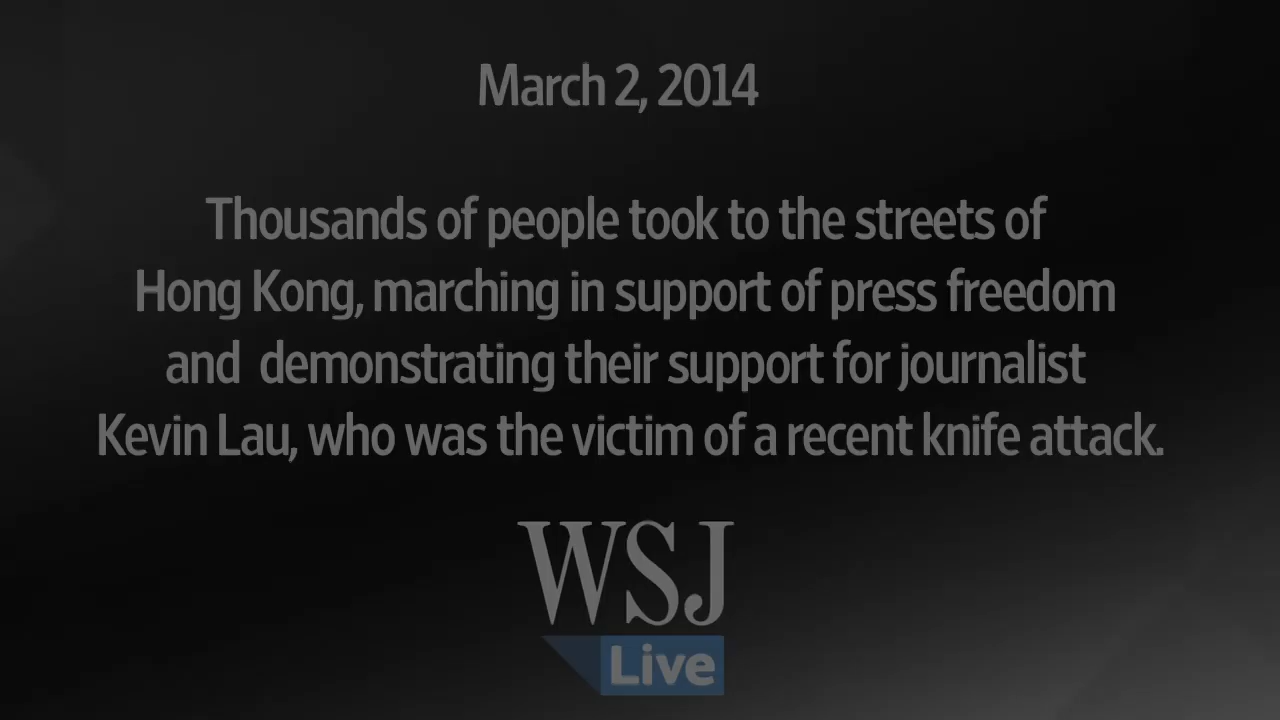 March 2, 2014
Thousands of people took to the streets of
Hong Kong, marching in support of press freedom
and demonstrating their support for journalist
Kevin Lau, who was the victim of a recent knife attack.
WSJ
Live